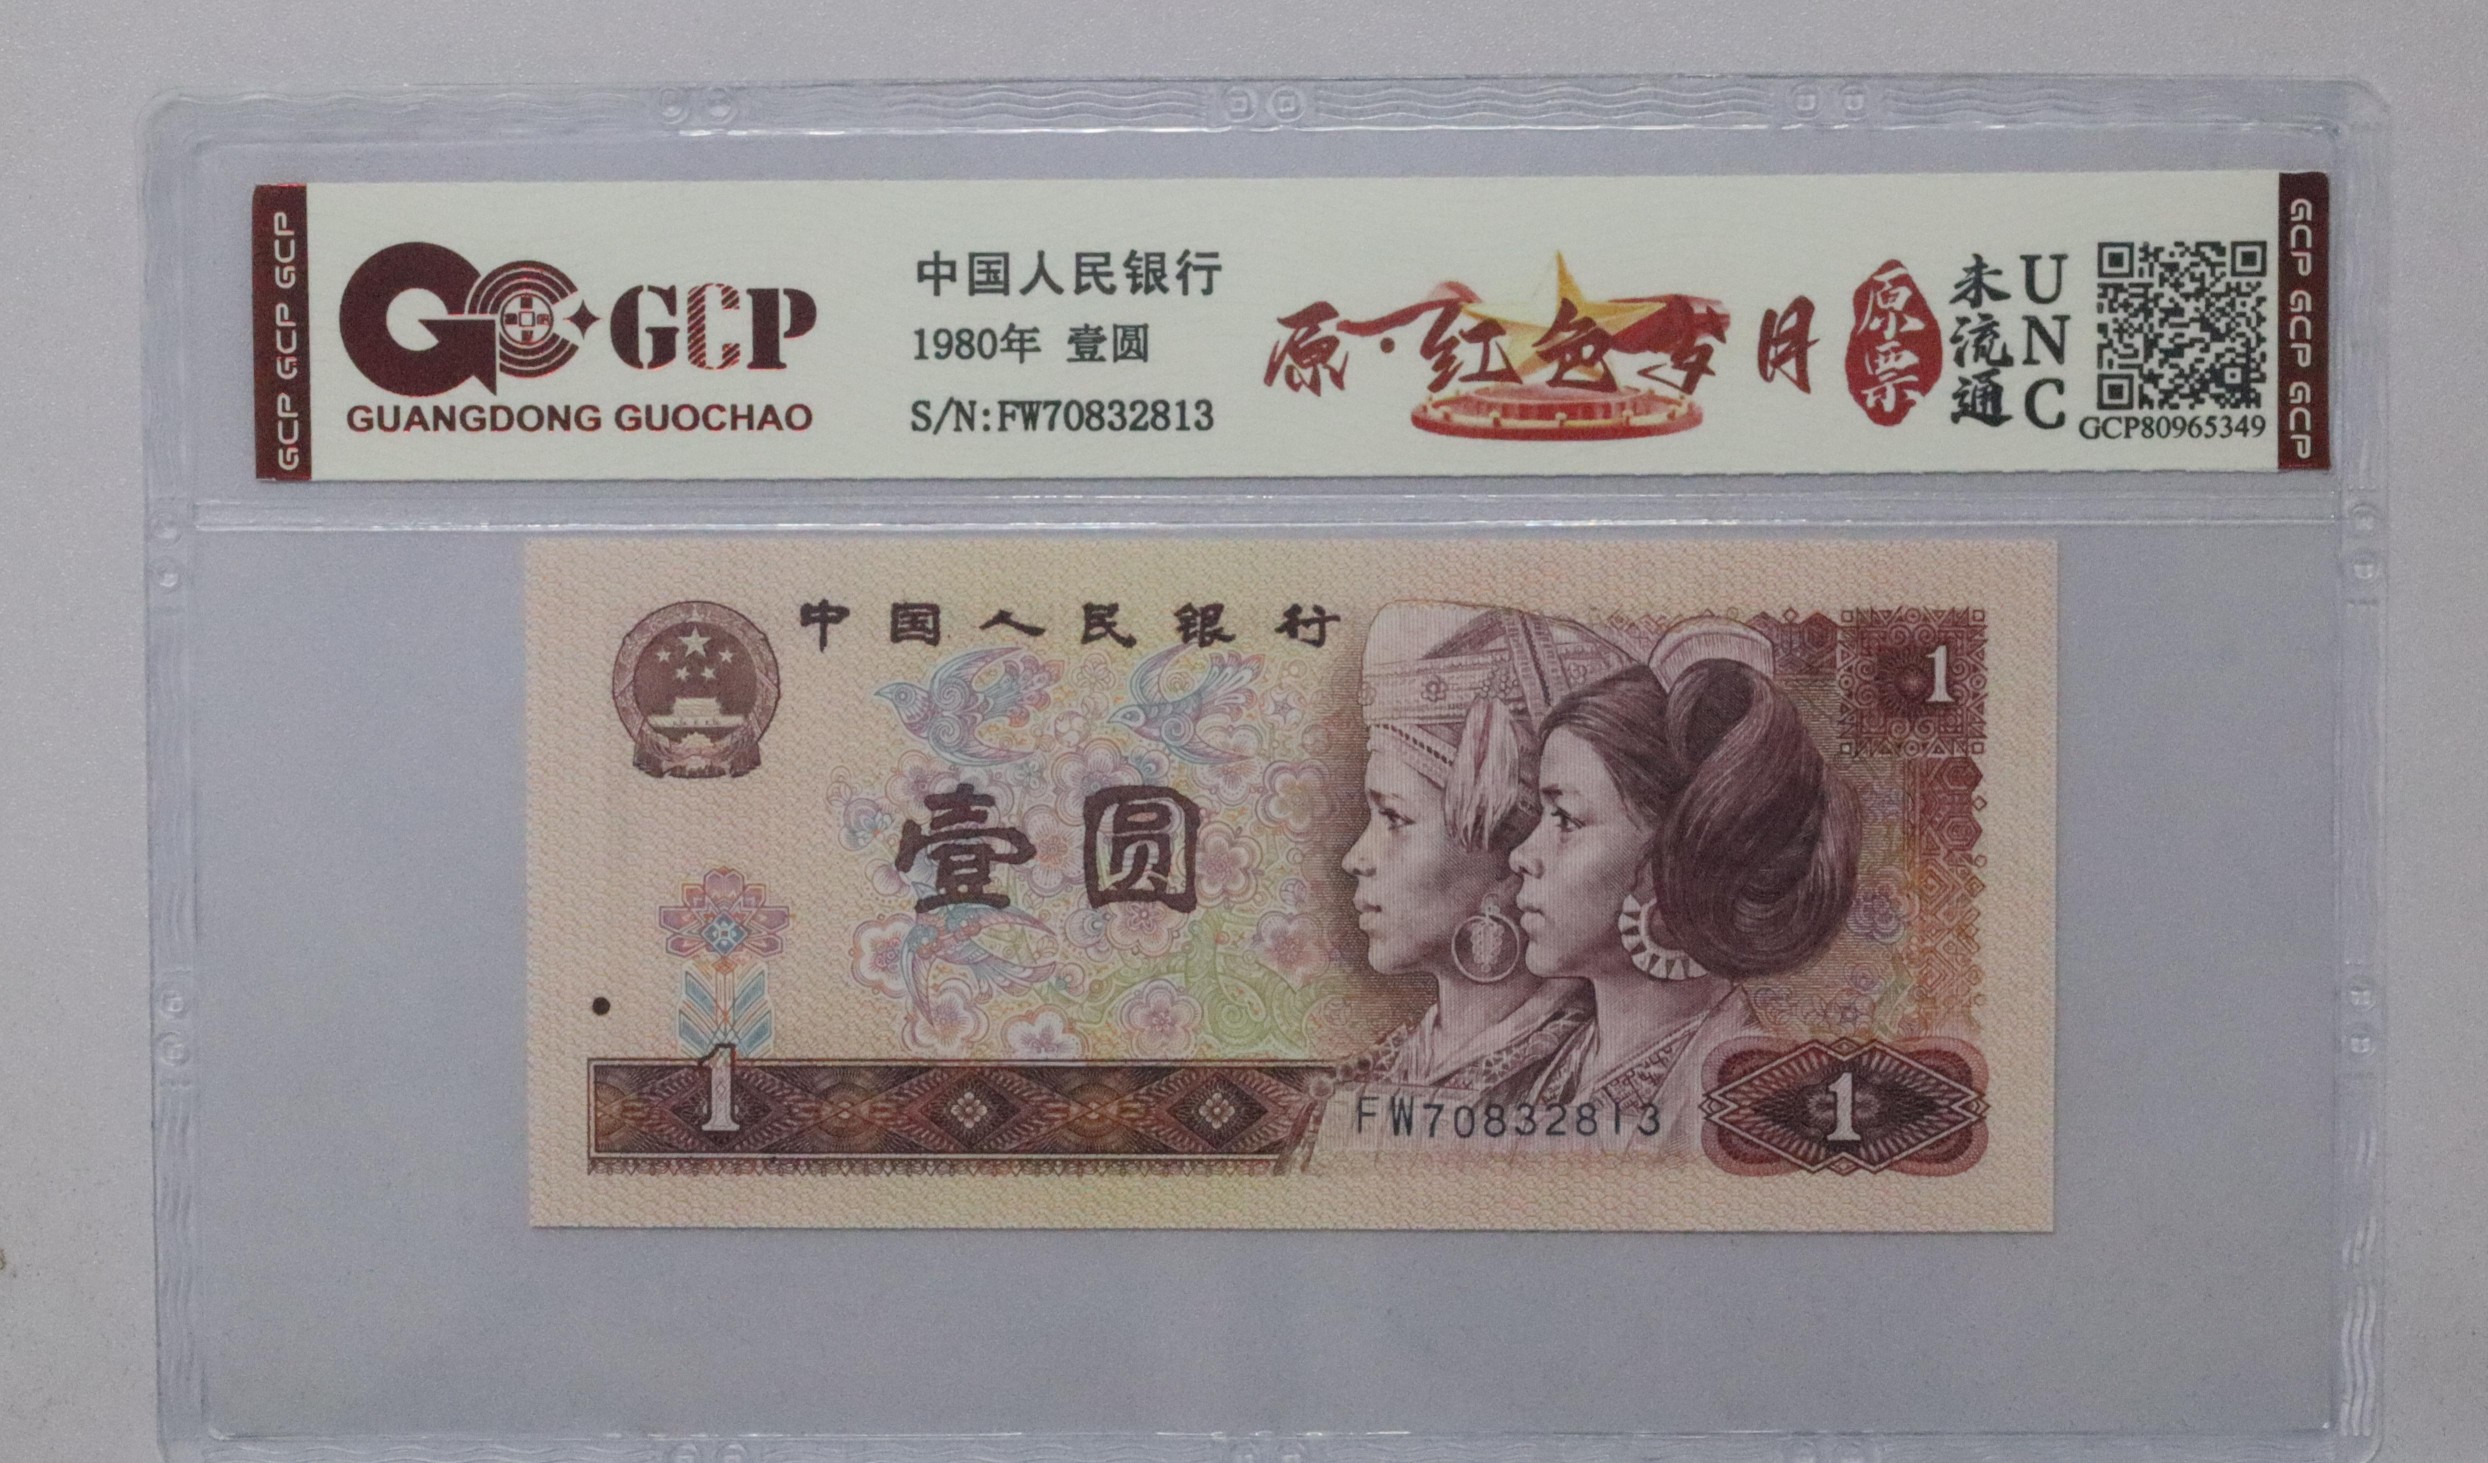 GCP GCP GCP
GCP
GUANGDONG GUOCHAO
中国人民银行
1980年 壹圆
S/N:FW70832813
原·红色岁月
原票
未流通
UNC
GCP80965349
GCP GCP GCP
中国人民银行
1
壹圆
1
FW70832813
1